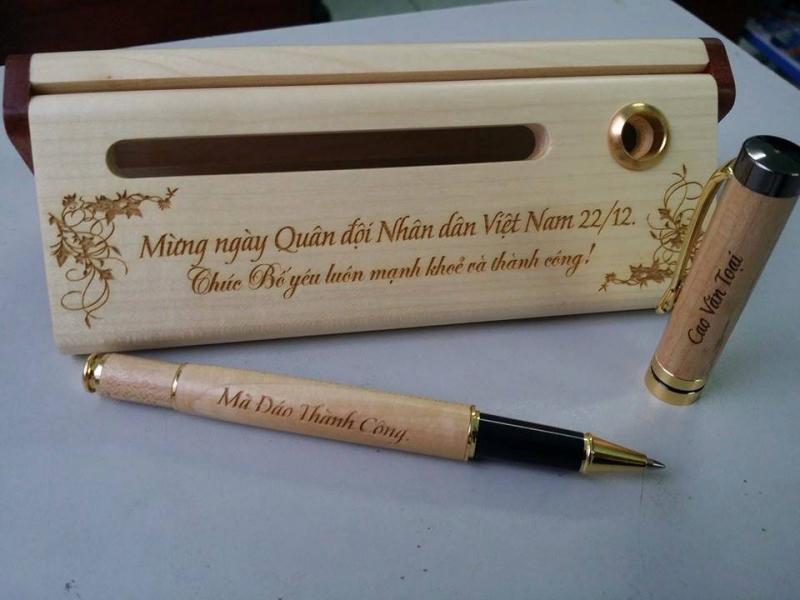 Mừng ngày Quân đội Nhân dân Việt Nam 22/12.
Chúc Bố yêu luôn mạnh khoẻ và thành công!
Cao Văn Toại
Mã Đáo Thành Công.